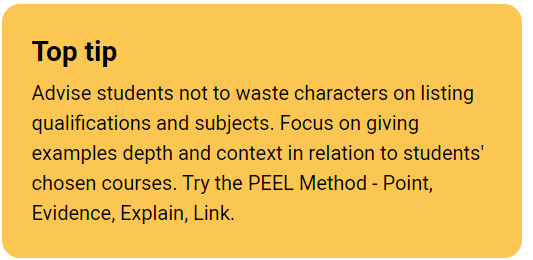 Top tip
Advise students not to waste characters on listing
qualifications and subjects. Focus on giving
examples depth and context in relation to students'
chosen courses. Try the PEEL Method - Point,
Evidence, Explain, Link.